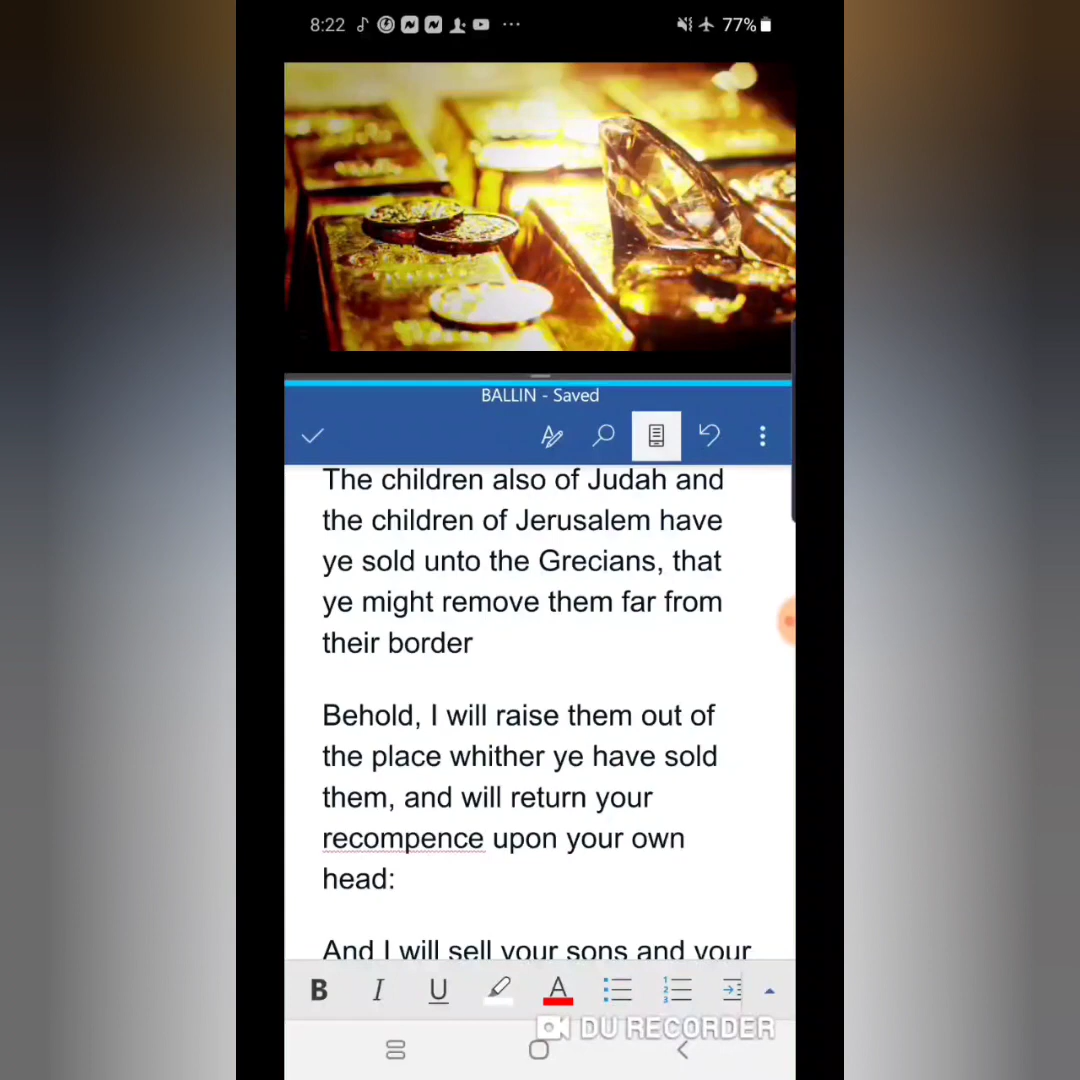 8:22
77%
BALLIN - Saved
The children also of Judah and
the children of Jerusalem have
ye sold unto the Grecians, that
ye might remove them far from
their border
Behold, I will raise them out of
the place whither ye have sold
them, and will return your
recompence upon your own
head:
And I will sell your sons and your
B I U A
DU RECORDER